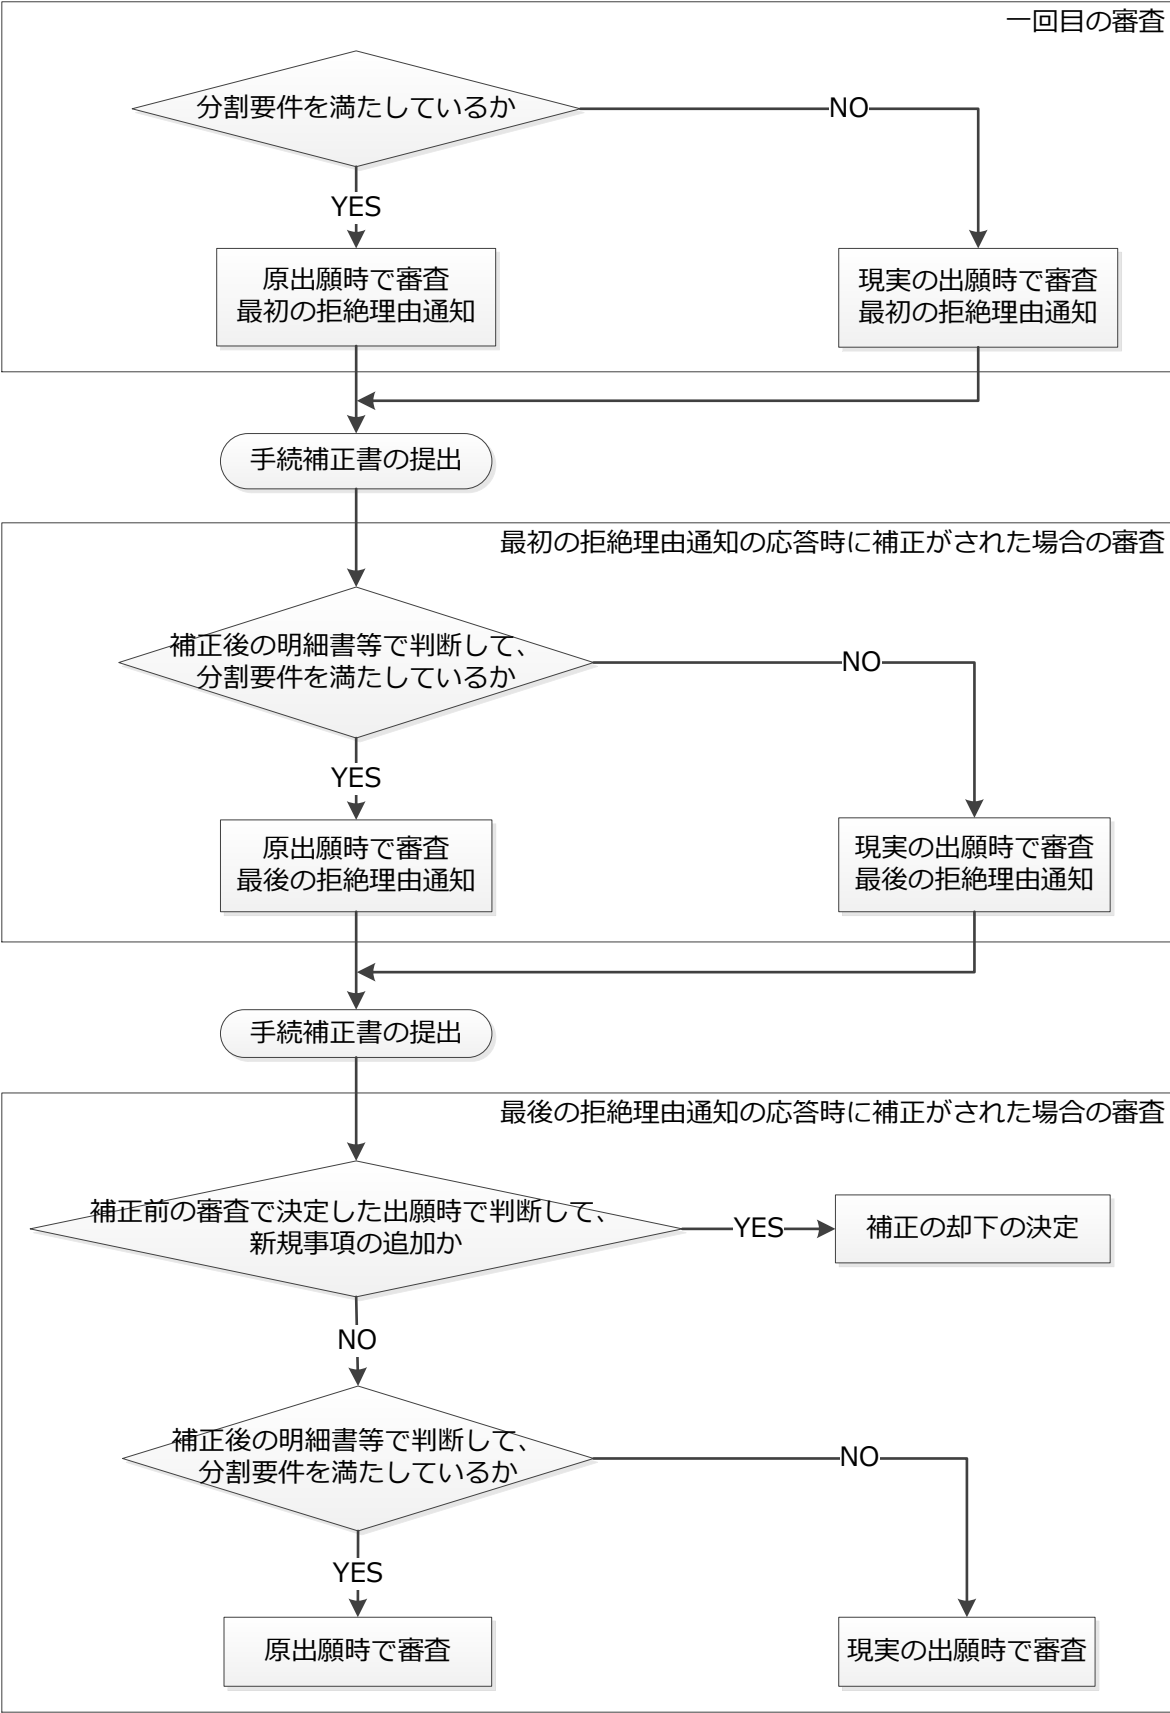 一回目の審査
分割要件を満たしているか
NO
YES
原出願時で審査
最初の拒絶理由通知
現実の出願時で審査
最初の拒絶理由通知
手続補正書の提出
最初の拒絶理由通知の応答時に補正がされた場合の審査
補正後の明細書等で判断して、
分割要件を満たしているか
NO
YES
原出願時で審査
最後の拒絶理由通知
現実の出願時で審査
最後の拒絶理由通知
手続補正書の提出
最後の拒絶理由通知の応答時に補正がされた場合の審査
補正前の審査で決定した出願時で判断して、
新規事項の追加か
YES
補正の却下の決定
NO
補正後の明細書等で判断して、
分割要件を満たしているか
NO
YES
原出願時で審査
現実の出願時で審査